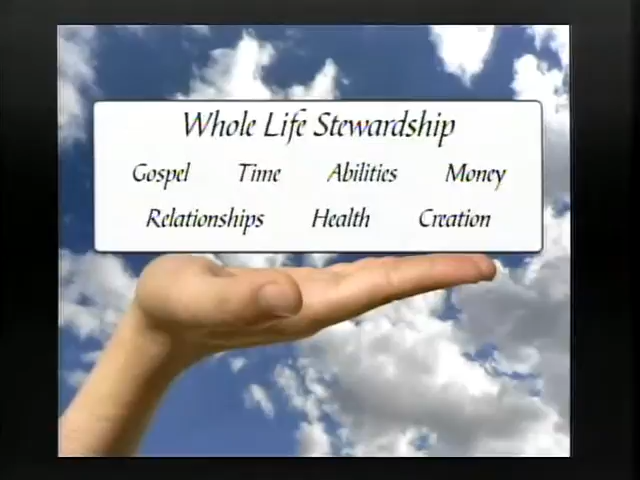 Whole Life Stewardship
Gospel Time Abilities Money
Relationships Health Creation